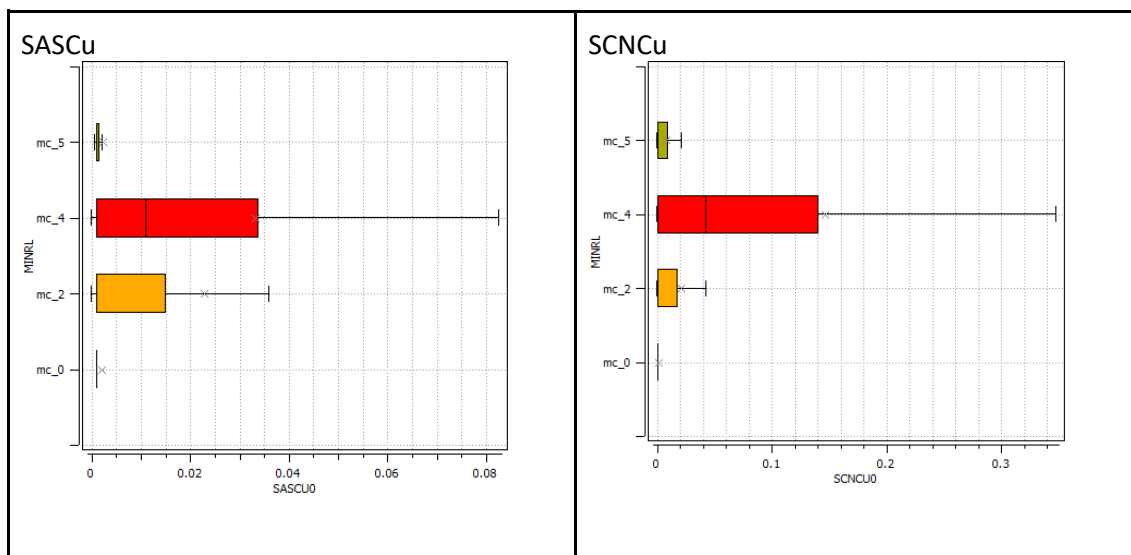 SASCu
mc_5
mc_4
mc_2
mc_0
MINRL
0 0.02 0.04 0.06 0.08
SASCU0
SCNCu
mc_5
mc_4
mc_2
mc_0
MINRL
0 0.1 0.2 0.3
SCNCU0